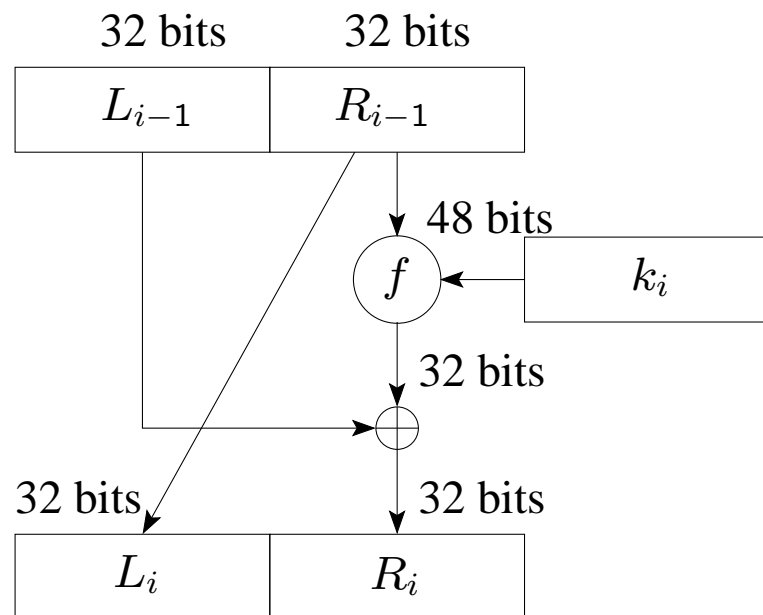 32 bits 32 bits
L_{i−1} R_{i−1}
48 bits
f k_i
32 bits
32 bits 32 bits
L_i R_i